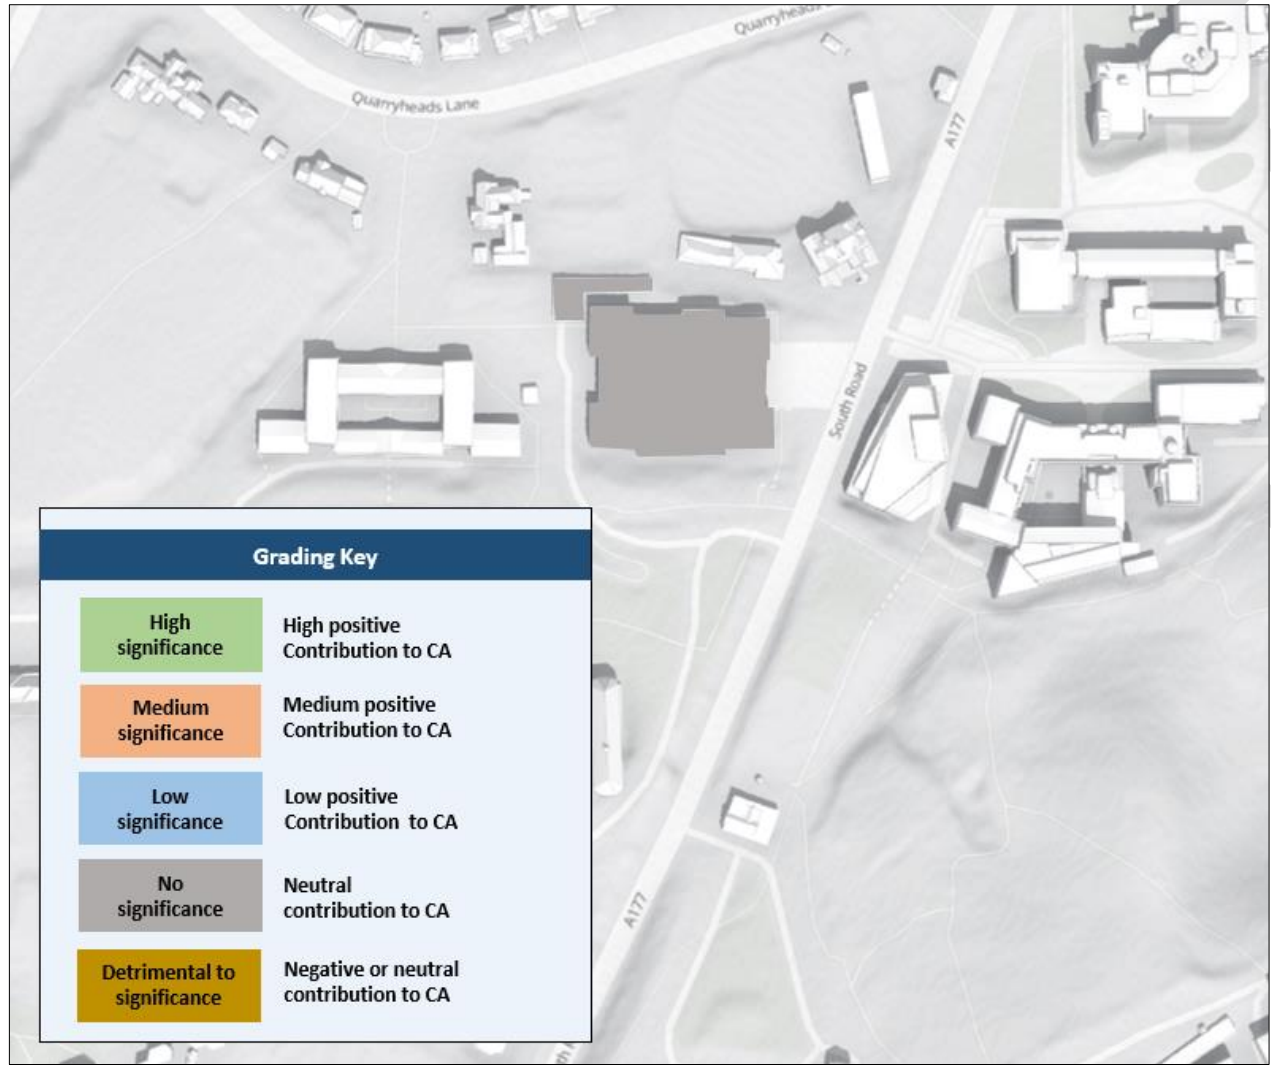 Quarryheads
Quarryheads Lane
A177
South Road
Grading Key
High
significance
High positive
Contribution to CA
Medium
significance
Medium positive
Contribution to CA
Low
significance
Low positive
Contribution to CA
No
significance
Neutral
contribution to CA
A177
Detrimental to
significance
Negative or neutral
contribution to CA